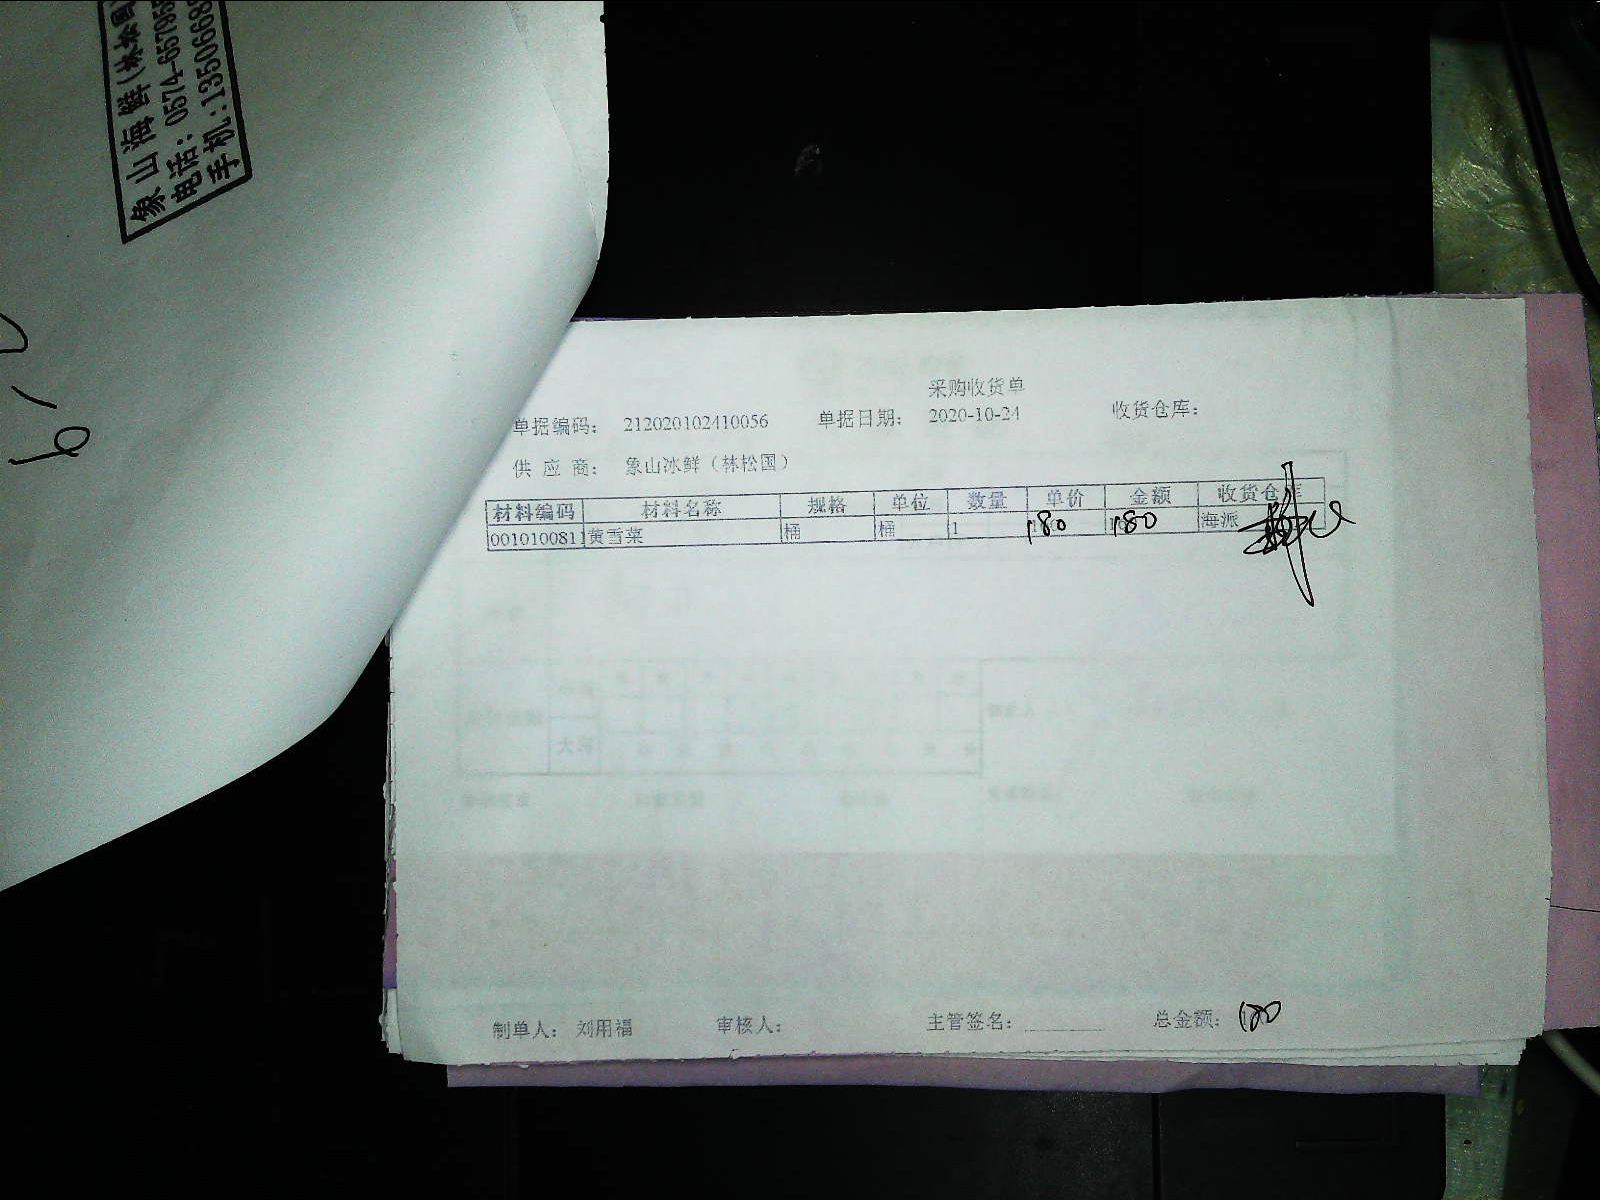 象山海鲜(林松国
电话：0574-65795
手机：13506685
采购收货单
单据编码： 212020102410056 单据日期： 2020-10-24 收货仓库：
供 应 商： 象山冰鲜（林松国）
材料编码 材料名称 规格 单位 数量 单价 金额 收货仓库
0010100811 黄雪菜 桶 桶 1 180 180 海派
制单人： 刘用福 审核人： 主管签名： 总金额： 180